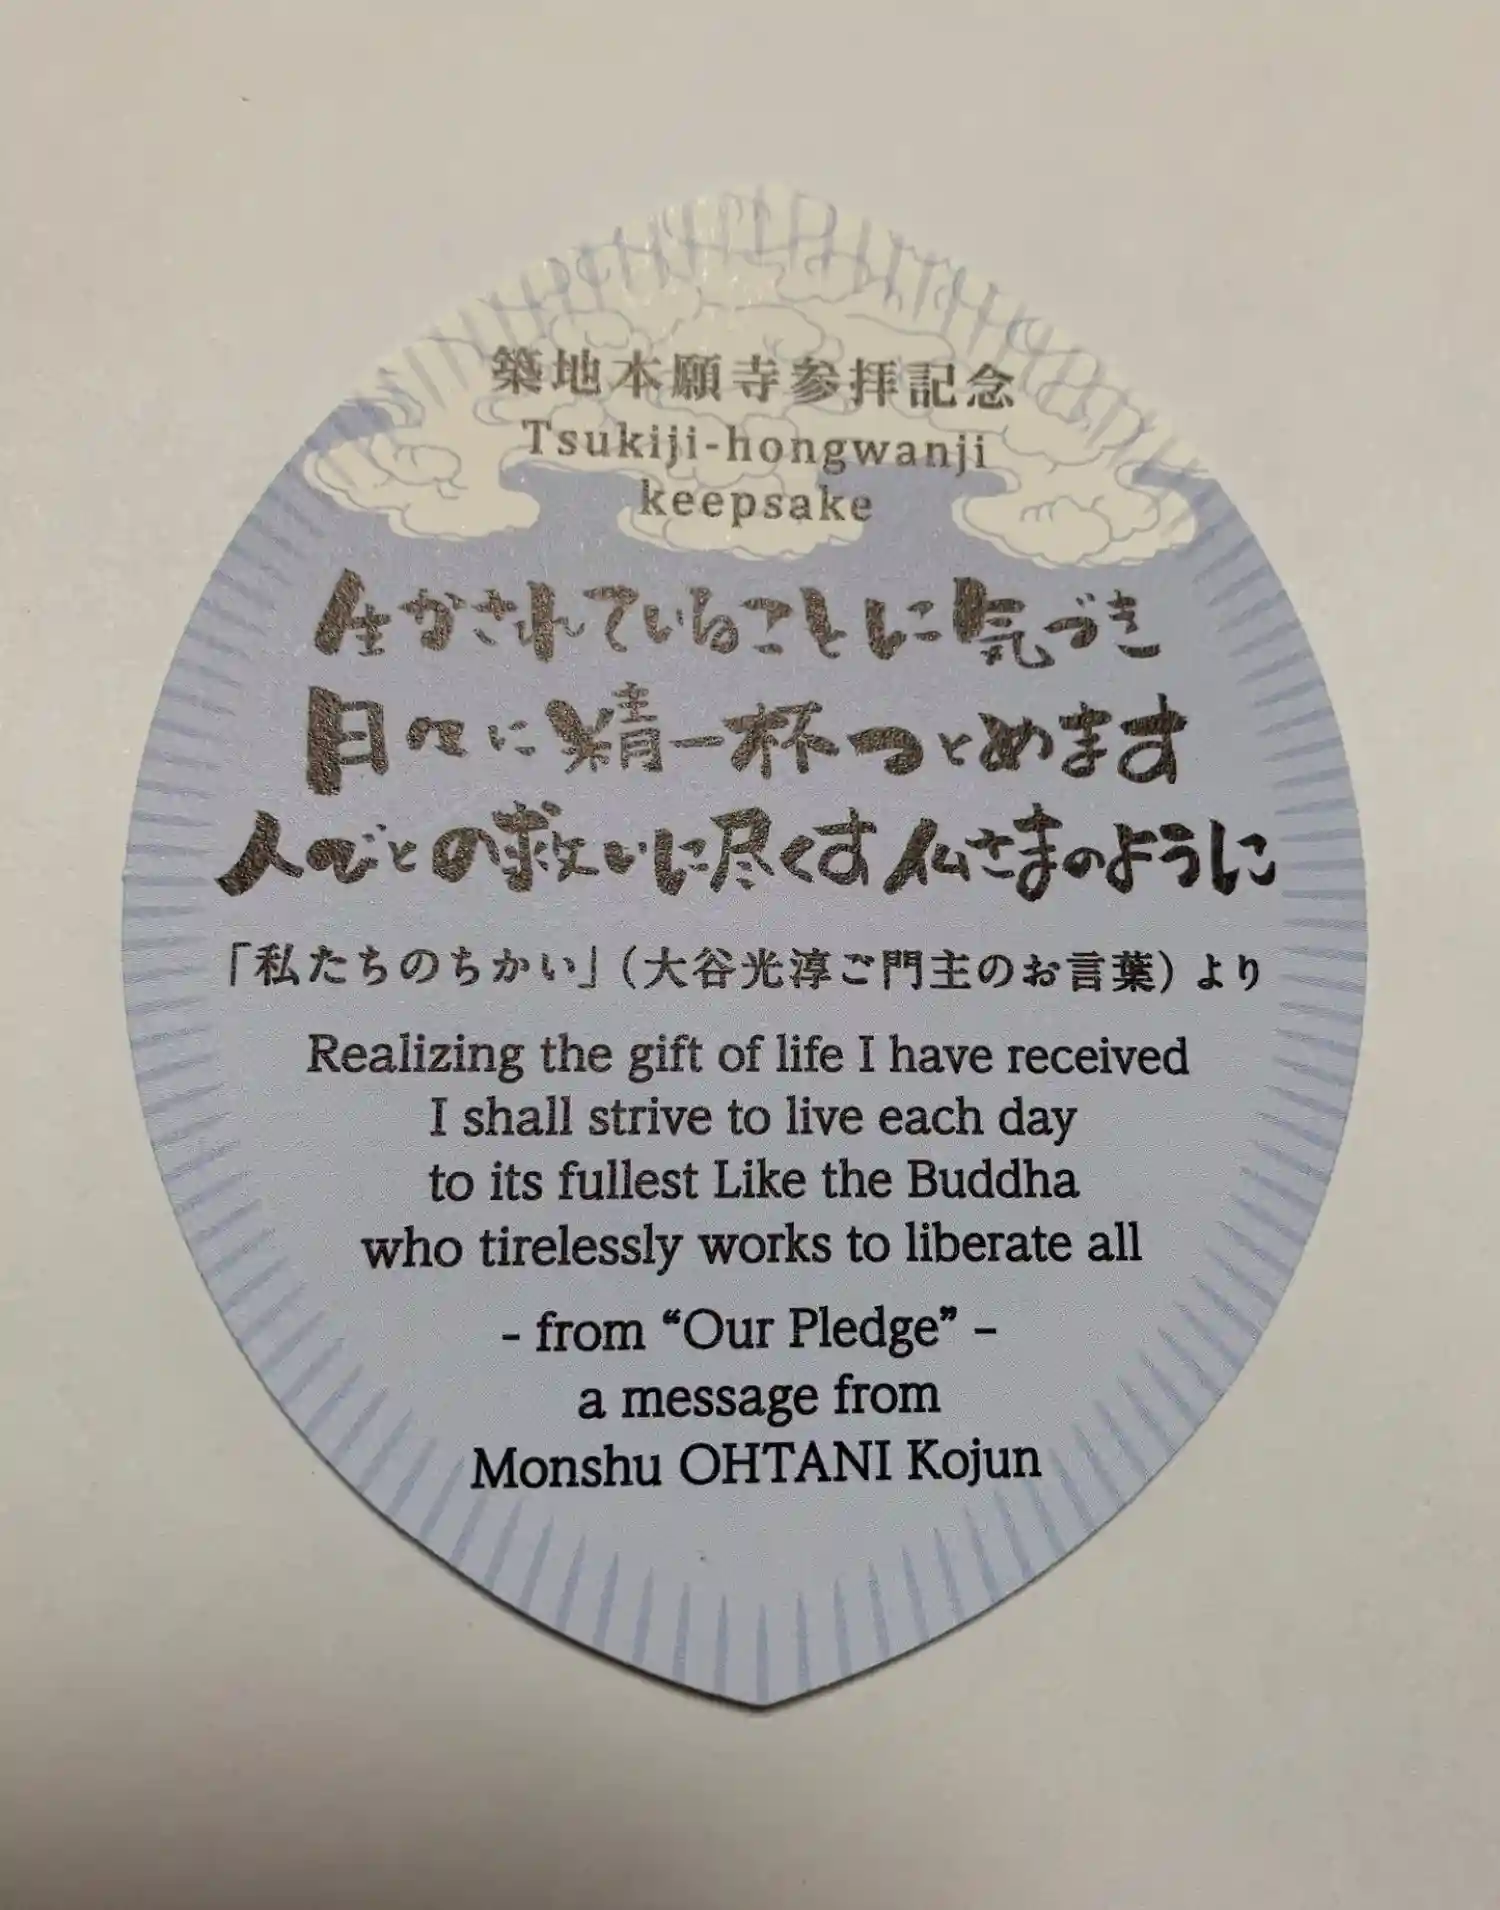 築地本願寺参拝記念
Tsukiji-hongwanji
keepsake
生かされていることに気づき
日々に精一杯つとめます
人びとの救いに尽くす仏さまのように
「私たちのちかい」（大谷光淳ご門主のお言葉）より
Realizing the gift of life I have received
I shall strive to live each day
to its fullest Like the Buddha
who tirelessly works to liberate all
- from “Our Pledge” –
a message from
Monshu OHTANI Kojun